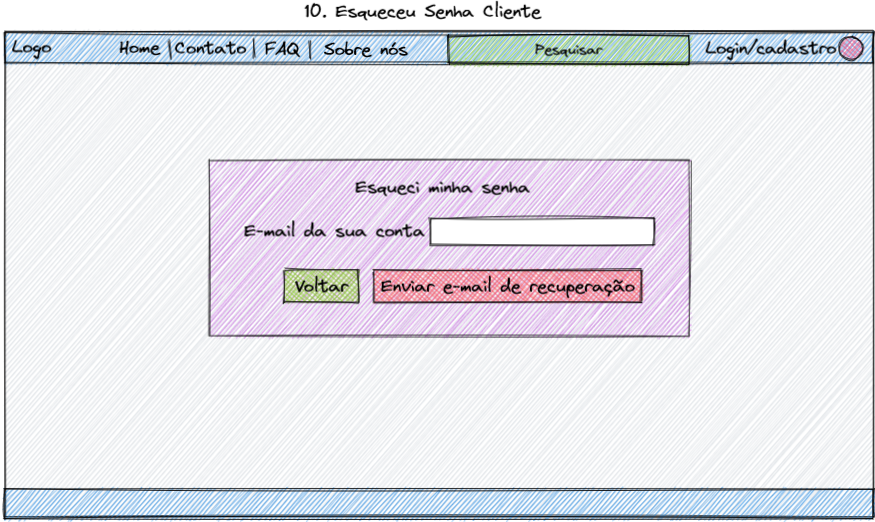 10. Esqueceu Senha Cliente
Logo Home | Contato | FAQ | Sobre nós Pesquisar Login/cadastro
Esqueci minha senha
E-mail da sua conta
Voltar Enviar e-mail de recuperação